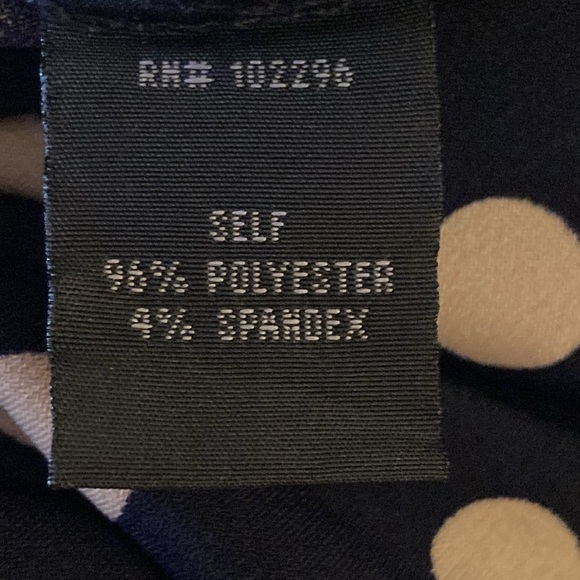 RN# 102296
SELF
96% POLYESTER
4% SPANDEX